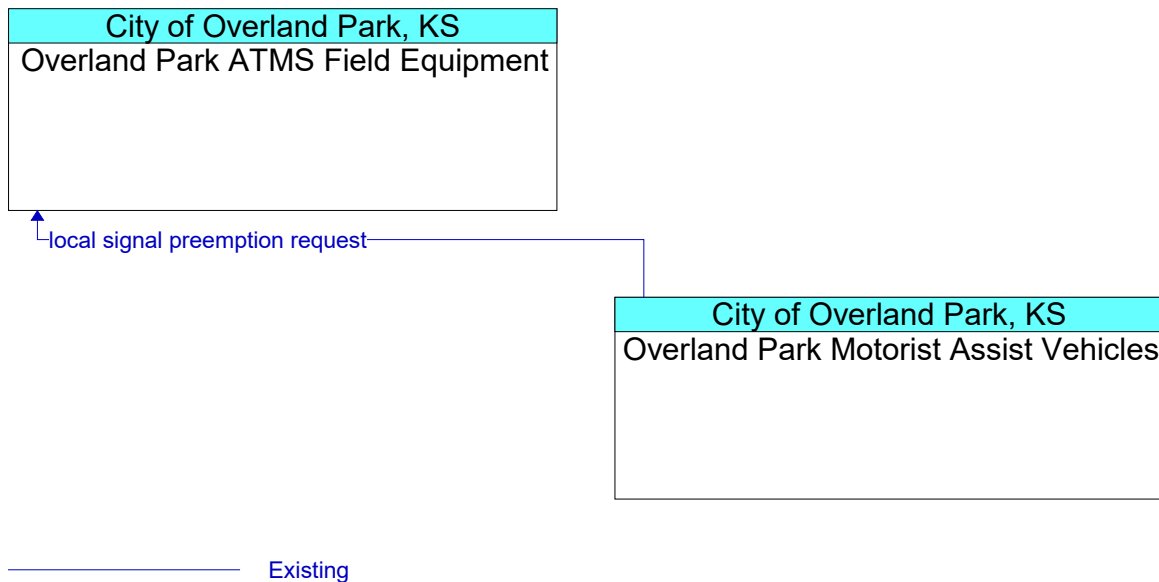 City of Overland Park, KS
Overland Park ATMS Field Equipment
local signal preemption request
City of Overland Park, KS
Overland Park Motorist Assist Vehicles
Existing